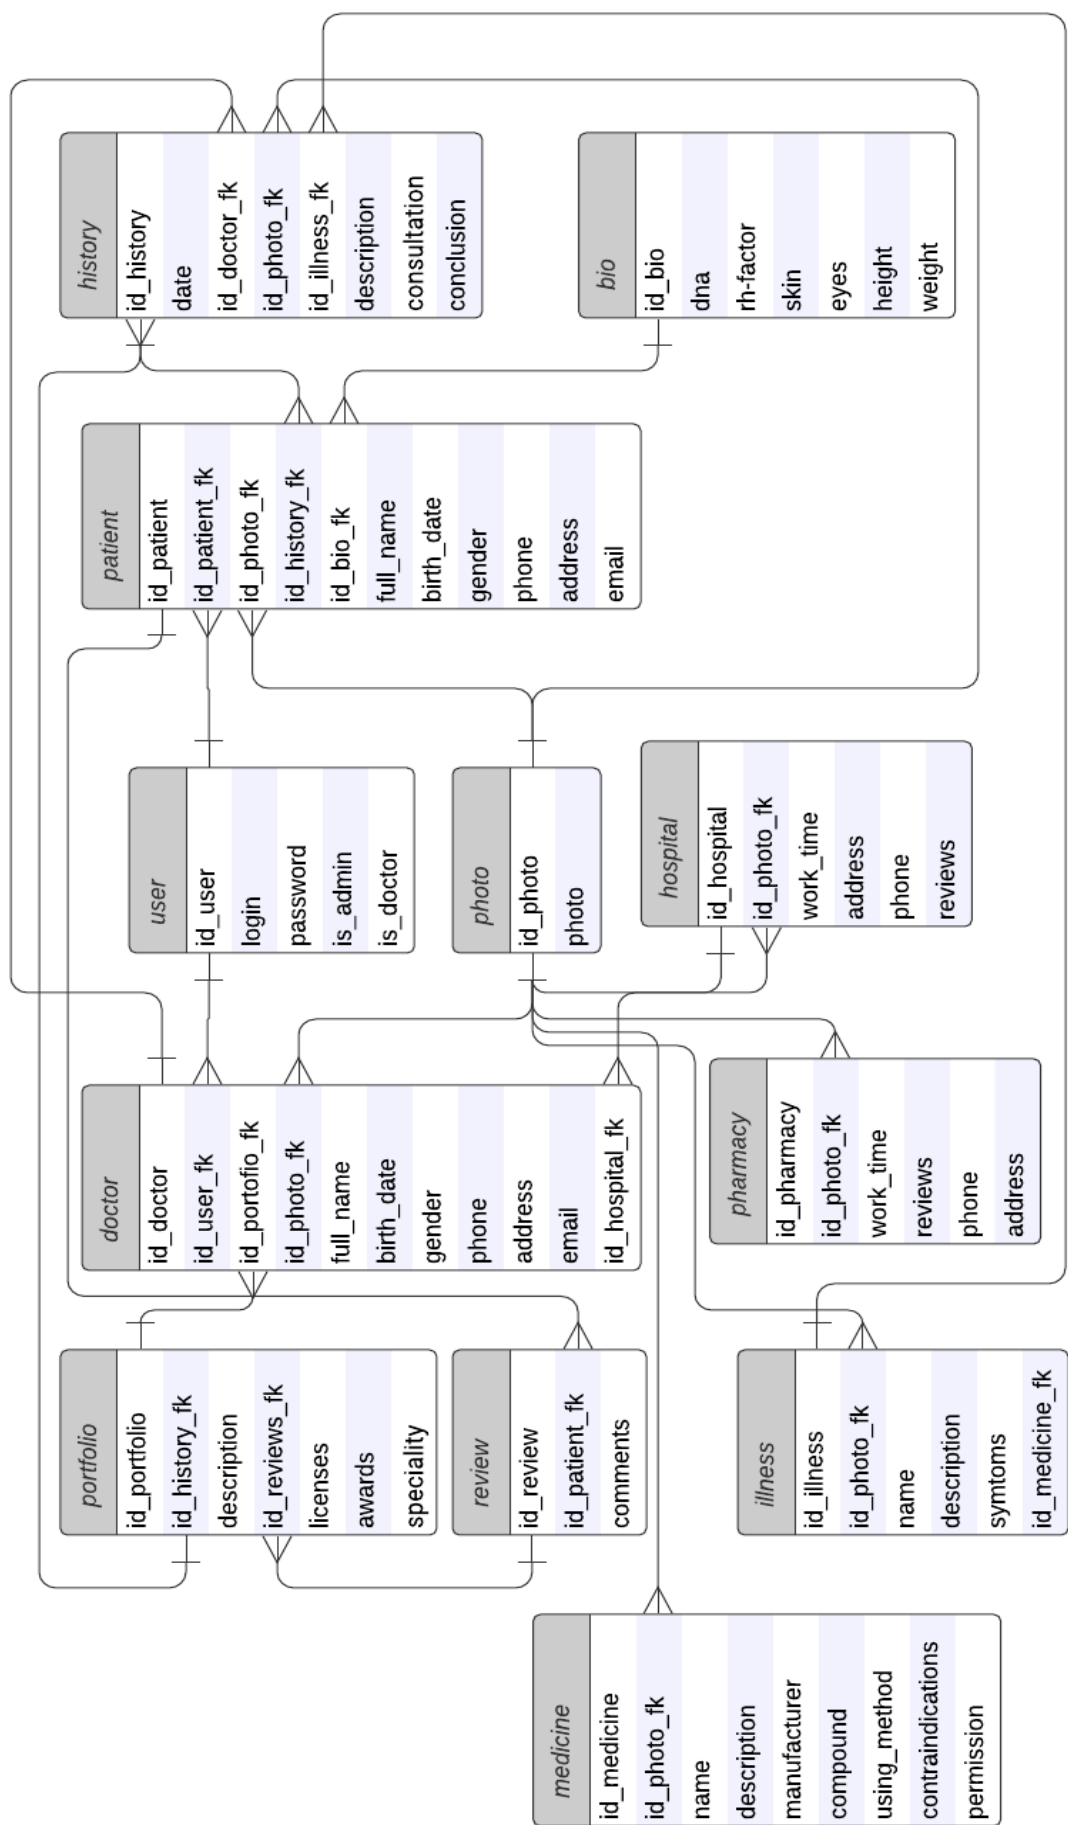 history
id_history
date
id_doctor_fk
id_photo_fk
id_illness_fk
description
consultation
conclusion
bio
id_bio
dna
rh-factor
skin
eyes
height
weight
patient
id_patient
id_patient_fk
id_photo_fk
id_history_fk
id_bio_fk
full_name
birth_date
gender
phone
address
email
user
id_user
login
password
is_admin
is_doctor
photo
id_photo
photo
hospital
id_hospital
id_photo_fk
work_time
address
phone
reviews
doctor
id_doctor
id_user_fk
id_portofio_fk
id_photo_fk
full_name
birth_date
gender
phone
address
email
id_hospital_fk
pharmacy
id_pharmacy
id_photo_fk
work_time
reviews
phone
address
portfolio
id_portfolio
id_history_fk
description
id_reviews_fk
licenses
awards
speciality
review
id_review
id_patient_fk
comments
illness
id_illness
id_photo_fk
name
description
symtoms
id_medicine_fk
medicine
id_medicine
id_photo_fk
name
description
manufacturer
compound
using_method
contraindications
permission